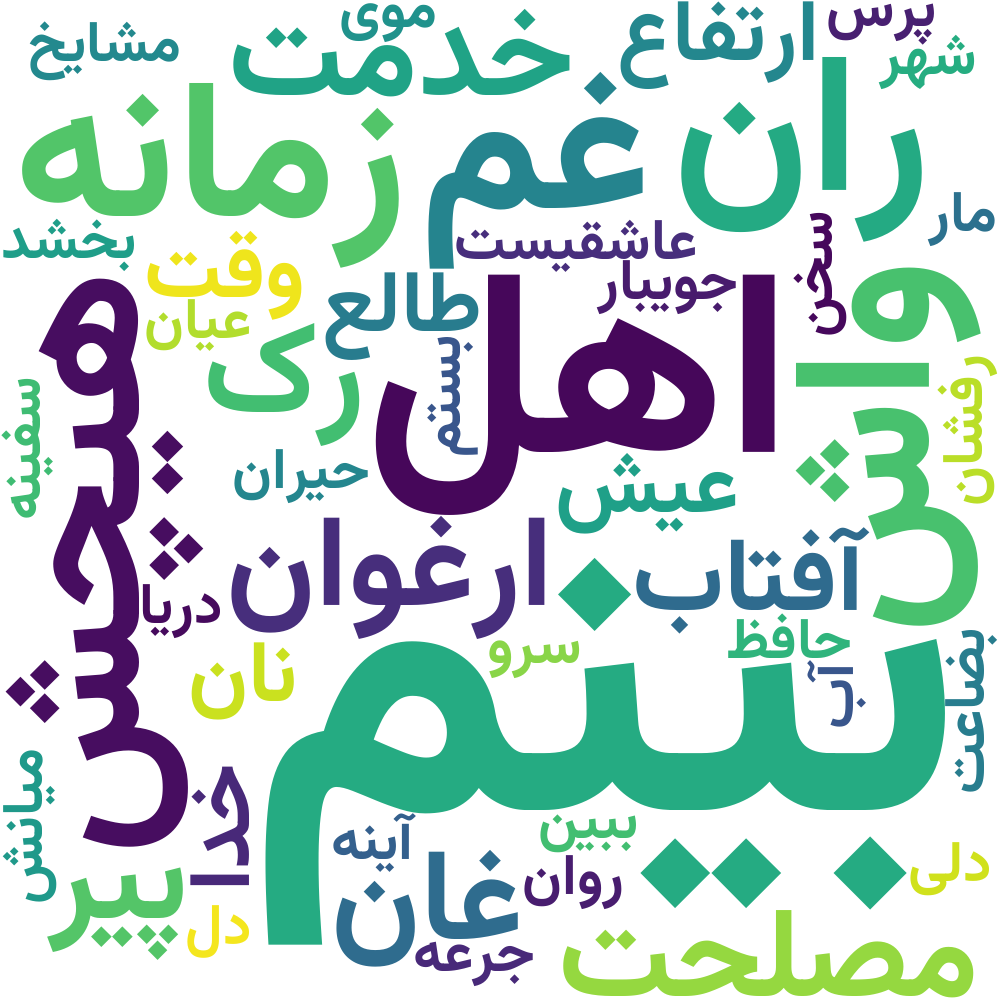 موی
پرس
ارتفاع
خدمت
مشایخ
شهر
ران
غم
زمانه
مار
سخن
عاشقیست
بخشد
وقت
جویبار
طالع
عیان
اهل
واش
هیچش
رک
بستم
رفشان
سفینه
حیران
عیش
ارغوان
آفتاب
دریا
حافظ
سرو
بینم
نان
آب
بضاعت
میانش
خدا
ببین
آینه
پیر
غان
روان
دلی
دل
جرعه
مصلحت